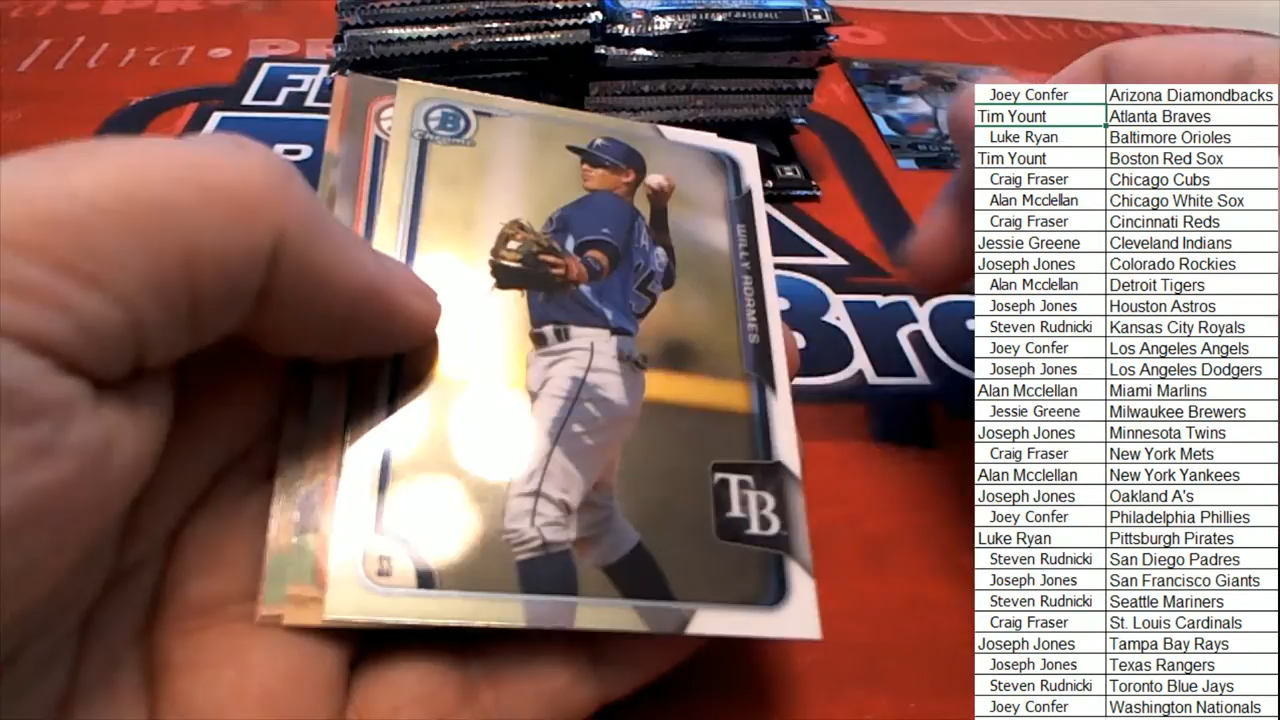 Ultra PRO
Ultra
MAJOR LEAGUE BASEBALL
H
B
Chrome
WILLY ADAMES
TB
Bro
Joey Confer Arizona Diamondbacks
Tim Yount Atlanta Braves
Luke Ryan Baltimore Orioles
Tim Yount Boston Red Sox
Craig Fraser Chicago Cubs
Alan Mcclellan Chicago White Sox
Craig Fraser Cincinnati Reds
Jessie Greene Cleveland Indians
Joseph Jones Colorado Rockies
Alan Mcclellan Detroit Tigers
Joseph Jones Houston Astros
Steven Rudnicki Kansas City Royals
Joey Confer Los Angeles Angels
Joseph Jones Los Angeles Dodgers
Alan Mcclellan Miami Marlins
Jessie Greene Milwaukee Brewers
Joseph Jones Minnesota Twins
Craig Fraser New York Mets
Alan Mcclellan New York Yankees
Joseph Jones Oakland A's
Joey Confer Philadelphia Phillies
Luke Ryan Pittsburgh Pirates
Steven Rudnicki San Diego Padres
Joseph Jones San Francisco Giants
Steven Rudnicki Seattle Mariners
Craig Fraser St. Louis Cardinals
Joseph Jones Tampa Bay Rays
Joseph Jones Texas Rangers
Steven Rudnicki Toronto Blue Jays
Joey Confer Washington Nationals